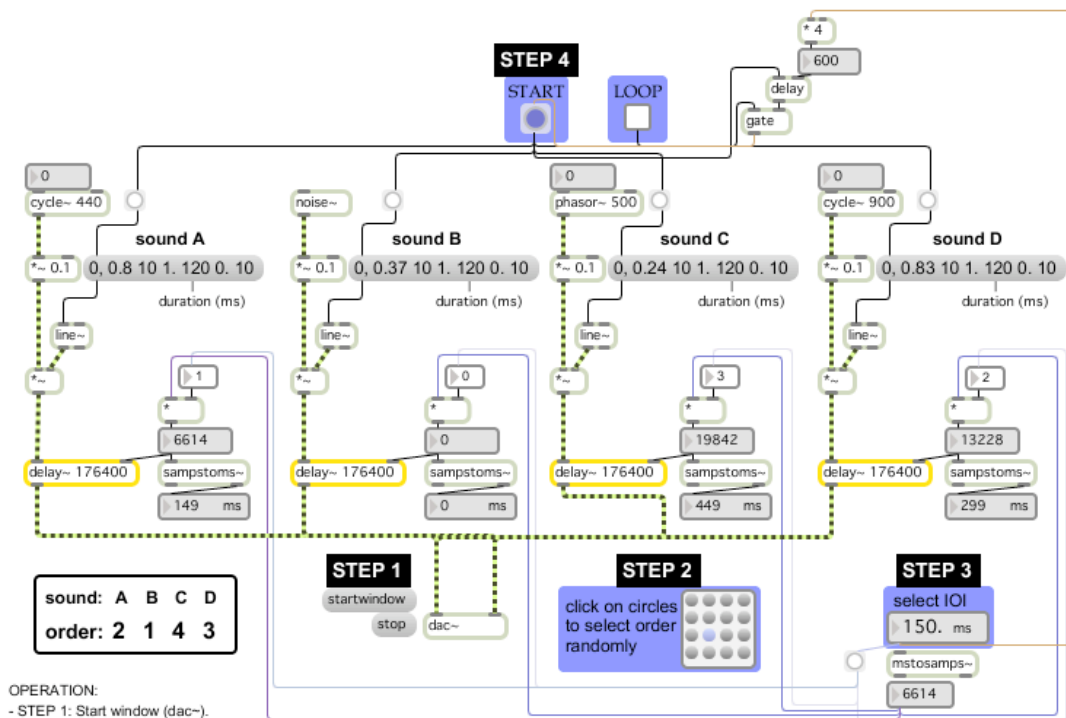 * 4
600
STEP 4
START
LOOP
delay
gate
0
0
0
cycle~ 440
noise~
phasor~ 500
cycle~ 900
sound A
sound B
sound C
sound D
*~ 0.1
0, 0.8 10 1. 120 0. 10
*~ 0.1
0, 0.37 10 1. 120 0. 10
*~ 0.1
0, 0.24 10 1. 120 0. 10
*~ 0.1
0, 0.83 10 1. 120 0. 10
duration (ms)
duration (ms)
duration (ms)
duration (ms)
line~
line~
line~
line~
*~
1
*~
0
*~
3
*~
2
*
*
*
*
6614
0
19842
13228
delay~ 176400
sampstoms~
delay~ 176400
sampstoms~
delay~ 176400
sampstoms~
delay~ 176400
sampstoms~
149 ms
0 ms
449 ms
299 ms
STEP 1
startwindow
stop
dac~
STEP 2
click on circles
to select order
randomly
STEP 3
select IOI
150. ms
mstosamps~
6614
sound: A B C D
order: 2 1 4 3
OPERATION:
- STEP 1: Start window (dac~).